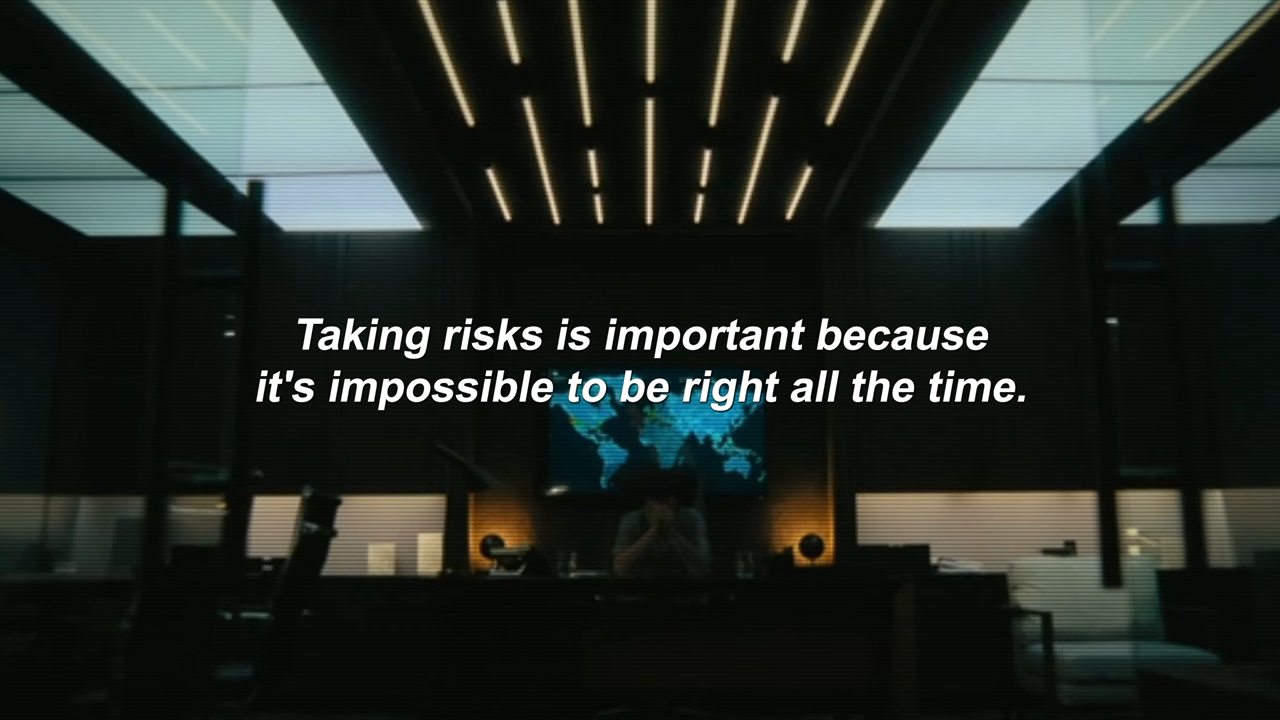 Taking risks is important because
it's impossible to be right all the time.